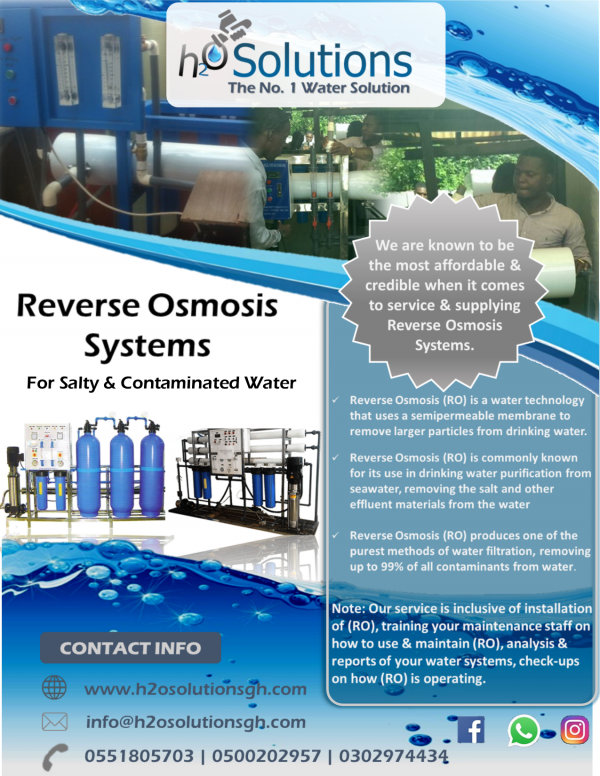 h2O Solutions
The No. 1 Water Solution
We are known to be
the most affordable &
credible when it comes
to service & supplying
Reverse Osmosis
Systems.
Reverse Osmosis
Systems
For Salty & Contaminated Water
✓ Reverse Osmosis (RO) is a water technology
that uses a semipermeable membrane to
remove larger particles from drinking water.
✓ Reverse Osmosis (RO) is commonly known
for its use in drinking water purification from
seawater, removing the salt and other
effluent materials from the water
✓ Reverse Osmosis (RO) produces one of the
purest methods of water filtration, removing
up to 99% of all contaminants from water.
Note: Our service is inclusive of installation
of (RO), training your maintenance staff on
how to use & maintain (RO), analysis &
reports of your water systems, check-ups
on how (RO) is operating.
CONTACT INFO
www.h2osolutionsgh.com
info@h2osolutionsgh.com
0551805703 | 0500202957 | 0302974434